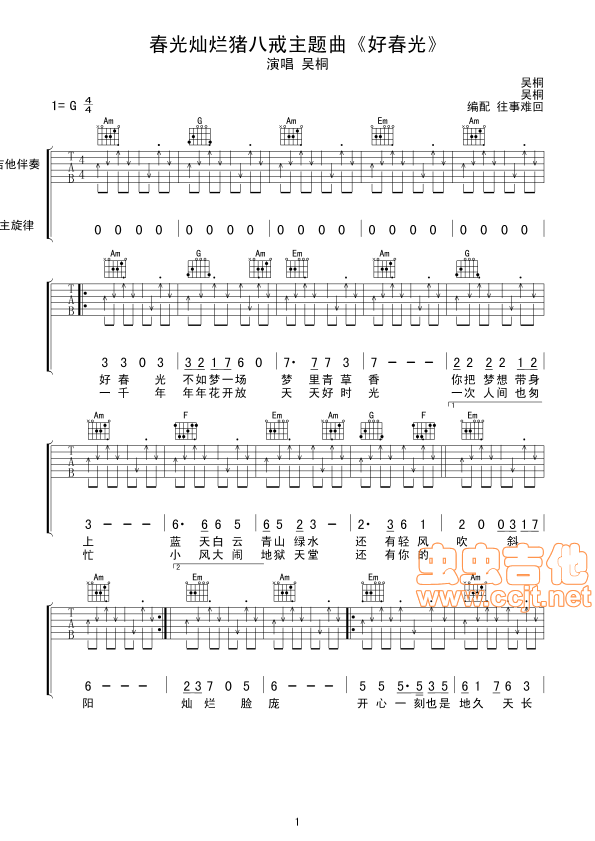 春光灿烂猪八戒主题曲《好春光》
演唱 吴桐
吴桐
吴桐
1= G 4/4
编配 往事难回
Am G Am Em Am
吉他伴奏
T A B 4 4
主旋律
0 0 0 0 | 0 0 0 0 | 0 0 0 0 | 0 0 0 0 | 0 0 0 0 |
Am G Am Em Am G
T A B
3 3 0 3 | 3 2 1 7 6 0 | 7· 7 7 3 | 7 - - - | 2 2 2 2 1 2 |
好 春 光 不如梦一场 梦 里青草 香 你把 梦想 带身
一 千 年 年年花开放 天 天好时 光 一次 人间 也匆
1
Am F Em Am G F Em
T A B
3 - - - | 6· 6 6 5 | 6 5 2 3 | 2· 3 6 1 | 2 0 0 3 1 7 |
上 蓝 天白云 青山 绿水 还 有轻风 吹 斜
忙 小 风大闹 地狱 天堂 还 有你的
2
虫虫吉他
www.ccjt.net
Am Em Am Em Am
T A B
6 - - - | 2 3 7 0 5 | 6 - - - | 5 5 5· 5 3 5 | 6 1 7 6 3 |
阳 灿 烂 脸 庞 开 心 一 刻也是 地久 天长
1